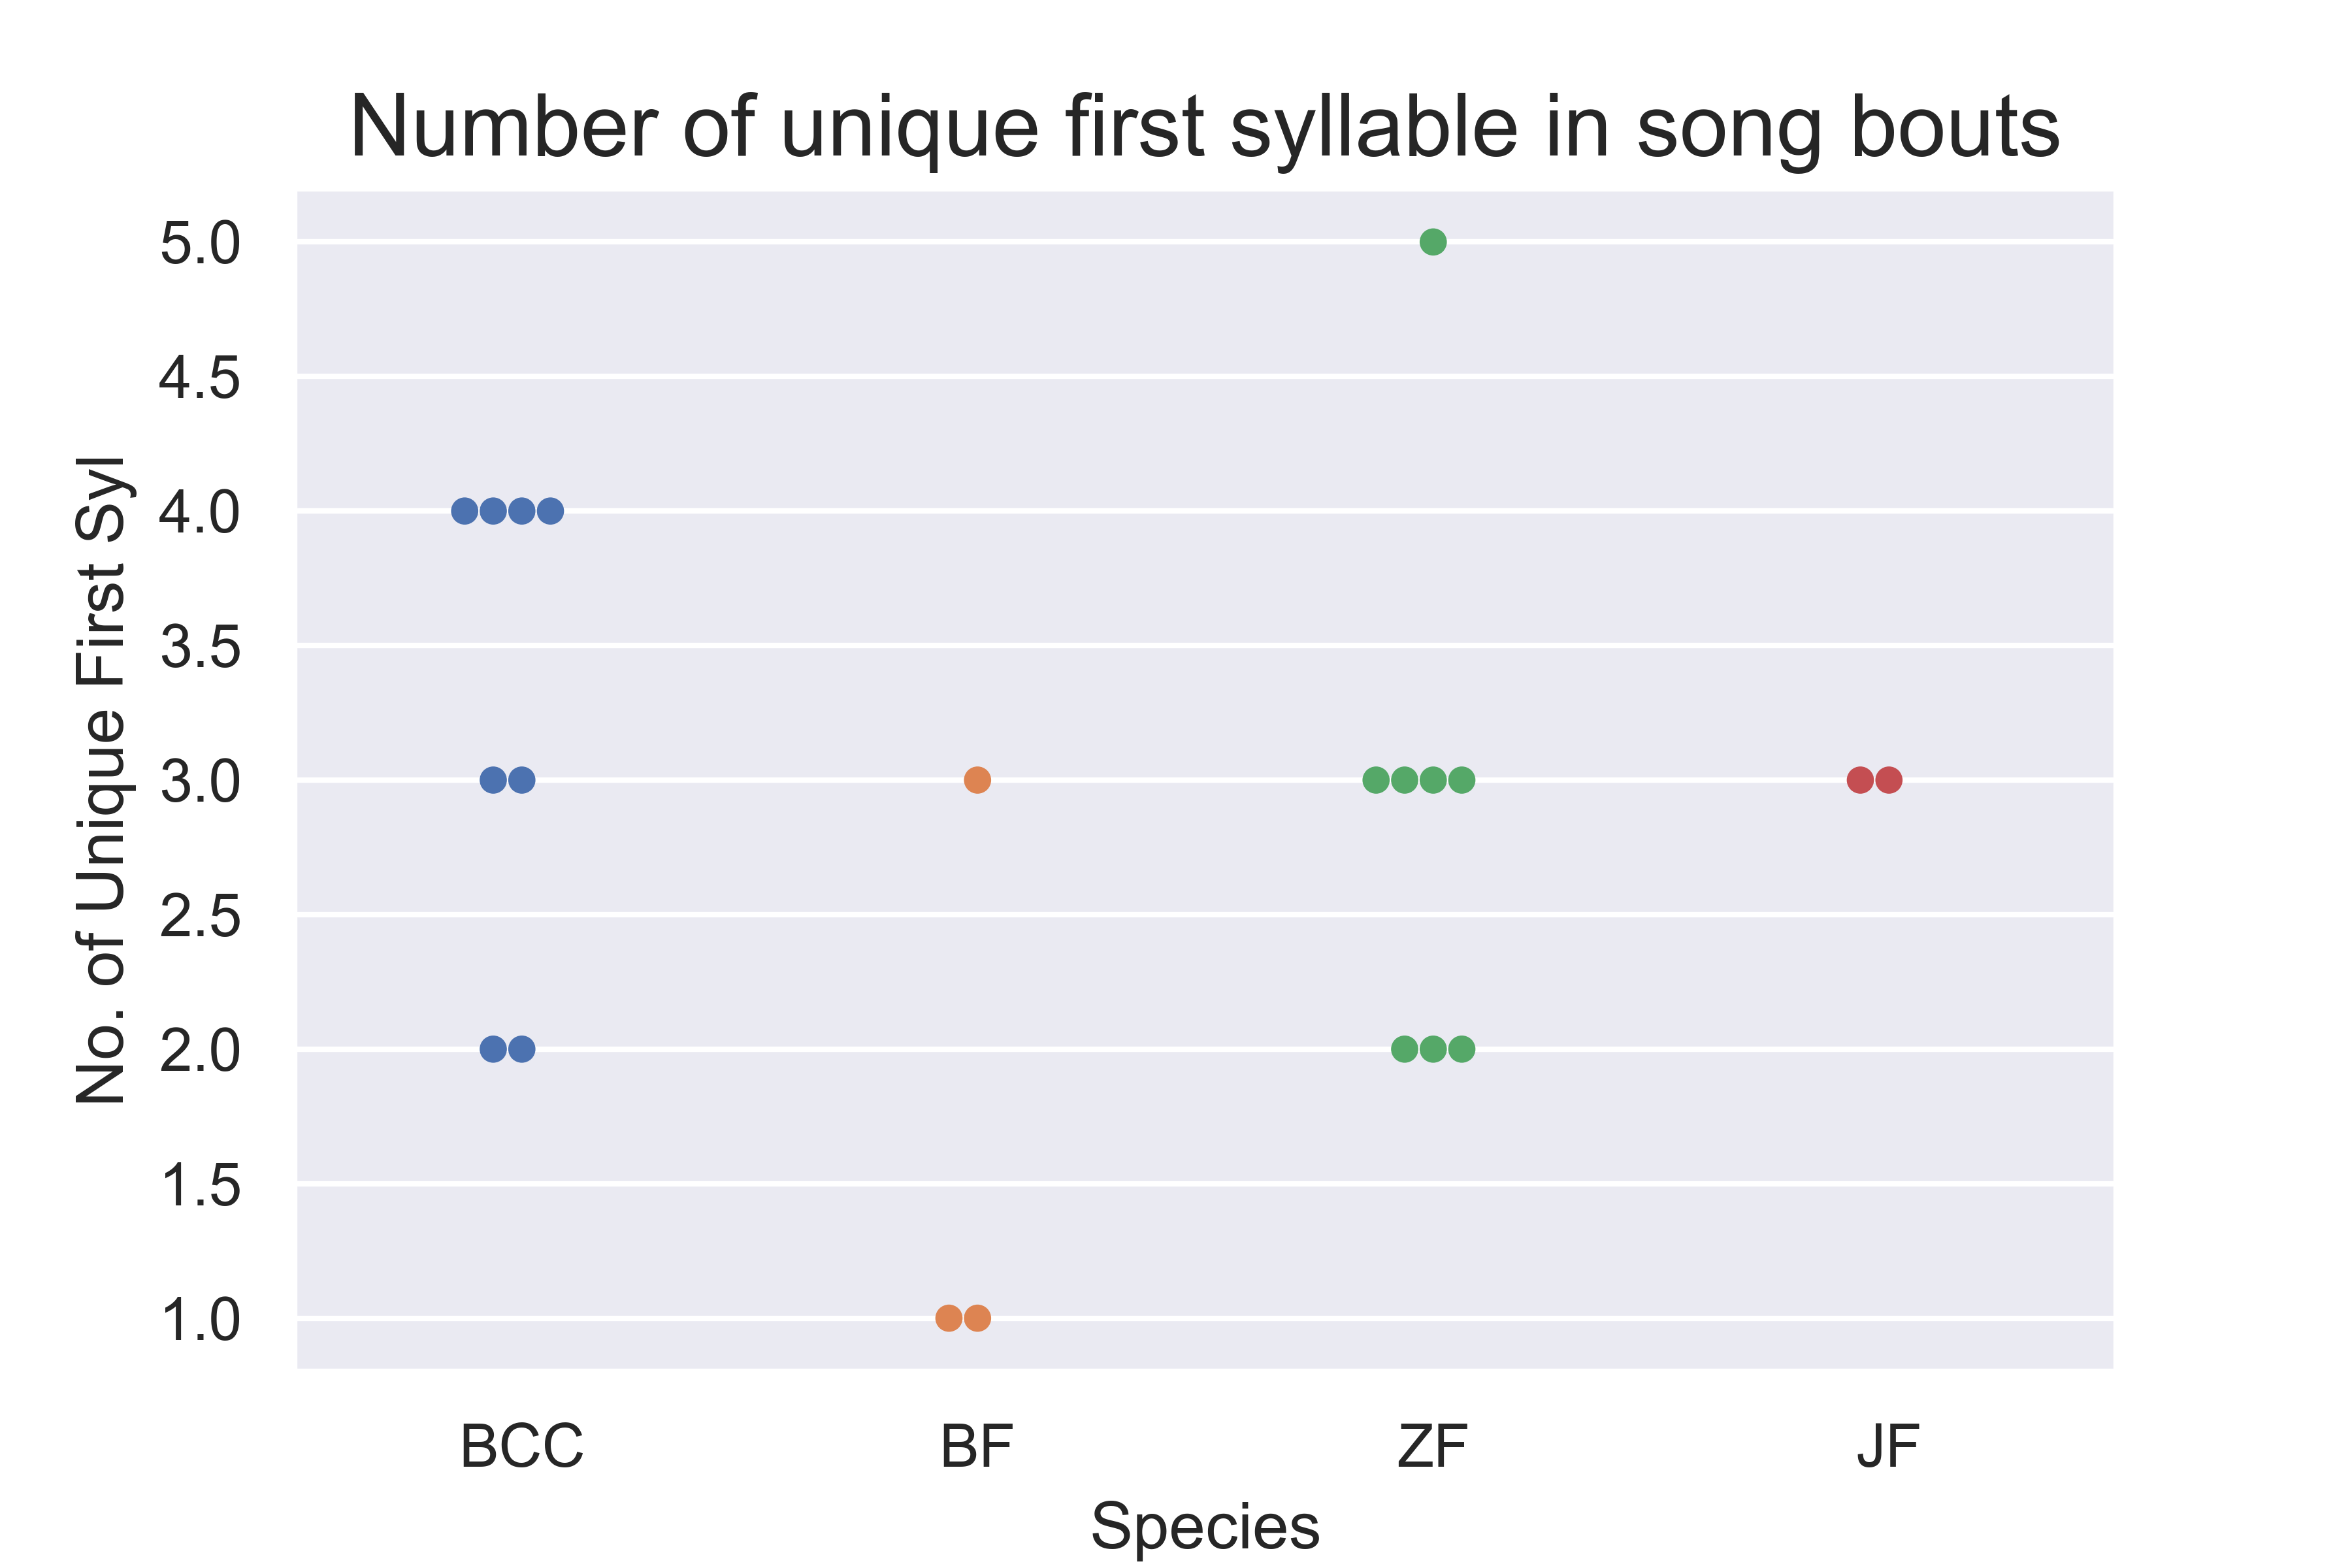 Number of unique first syllable in song bouts
No. of Unique First Syl
5.0
4.5
4.0
3.5
3.0
2.5
2.0
1.5
1.0
BCC BF ZF JF
Species